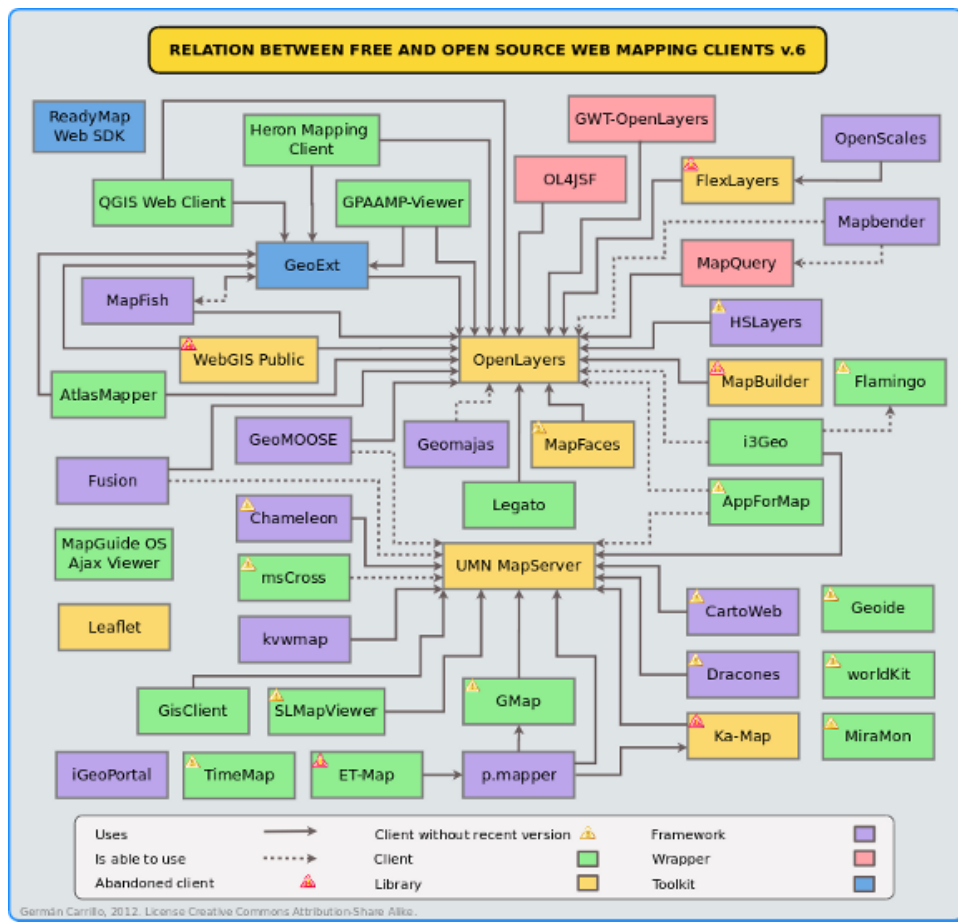 RELATION BETWEEN FREE AND OPEN SOURCE WEB MAPPING CLIENTS v.6
ReadyMap
Web SDK
Heron Mapping
Client
GWT-OpenLayers
OpenScales
QGIS Web Client
GPAAMP-Viewer
OL4JSF
FlexLayers
Mapbender
GeoExt
MapQuery
MapFish
HSLayers
WebGIS Public
OpenLayers
AtlasMapper
MapBuilder
Flamingo
GeoMOOSE
Geomajas
MapFaces
i3Geo
Fusion
Legato
AppForMap
Chameleon
MapGuide OS
Ajax Viewer
msCross
UMN MapServer
Leaflet
kvwmap
CartoWeb
Geoide
Dracones
worldKit
GisClient
SLMapViewer
GMap
Ka-Map
MiraMon
iGeoPortal
TimeMap
ET-Map
p.mapper
Uses
Client without recent version
Framework
Is able to use
Client
Wrapper
Abandoned client
Library
Toolkit
Germán Carrillo, 2012. License Creative Commons Attribution-Share Alike.